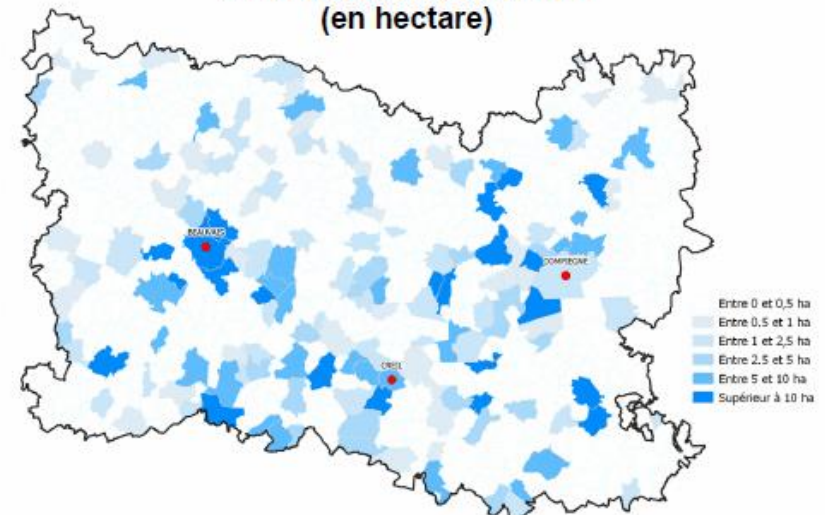 (en hectare)
BEAUVAIS
COMPIEGNE
CREIL
Entre 0 et 0,5 ha
Entre 0.5 et 1 ha
Entre 1 et 2,5 ha
Entre 2.5 et 5 ha
Entre 5 et 10 ha
Supérieur à 10 ha